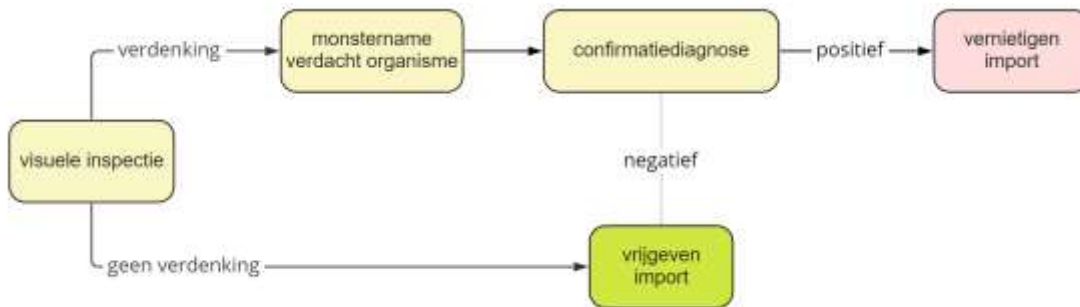 verdenking
monstername
verdacht organisme
confirmatiediagnose
positief
vernietigen
import
visuele inspectie
negatief
geen verdenking
vrijgeven
import